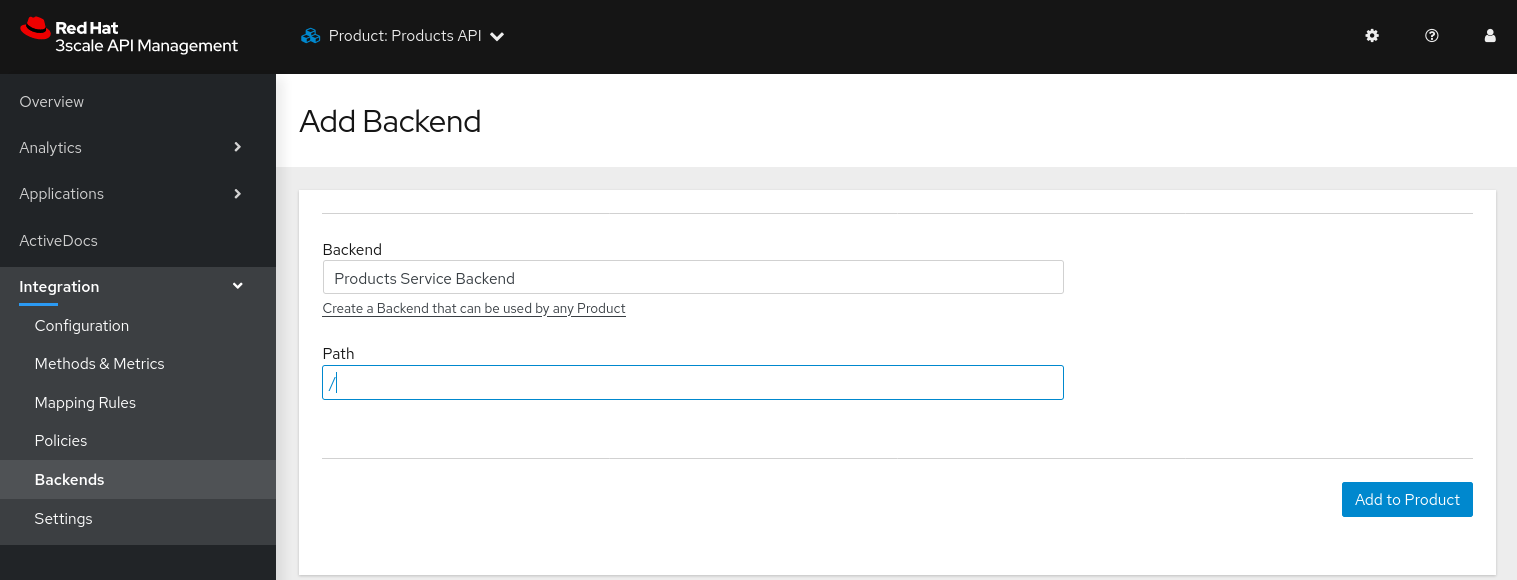 Red Hat
3scale API Management
Product: Products API
Overview
Analytics
Applications
ActiveDocs
Integration
Configuration
Methods & Metrics
Mapping Rules
Policies
Backends
Settings
Add Backend
Backend
Products Service Backend
Create a Backend that can be used by any Product
Path
/
Add to Product